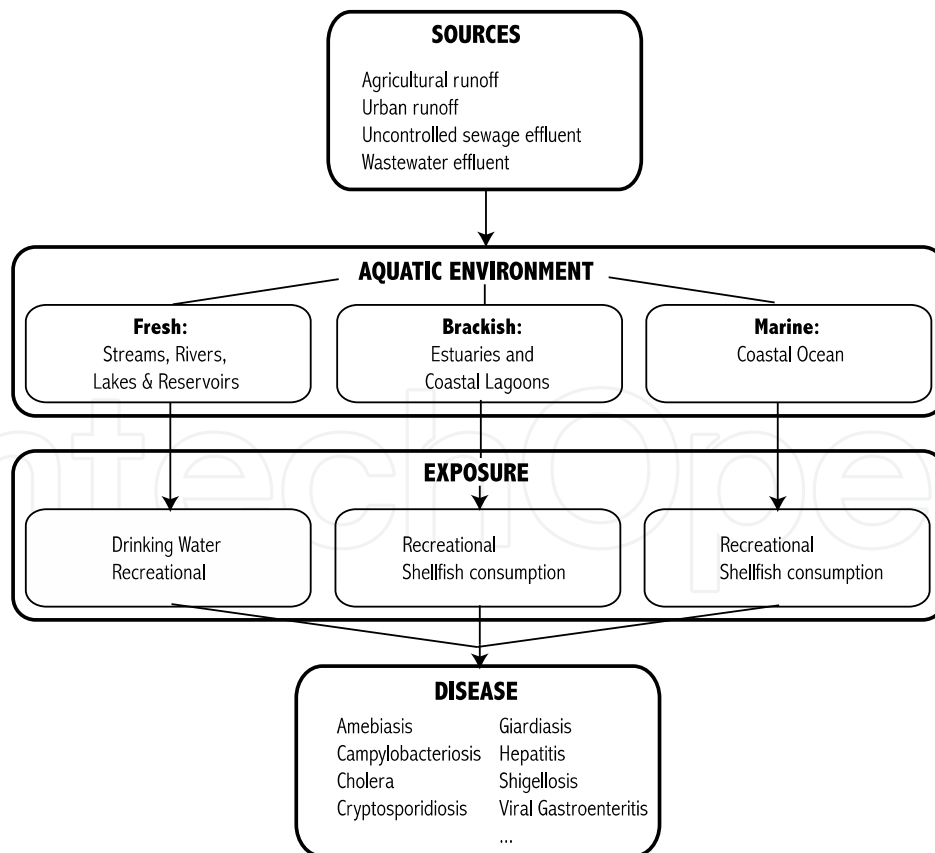 SOURCES
Agricultural runoff
Urban runoff
Uncontrolled sewage effluent
Wastewater effluent
AQUATIC ENVIRONMENT
Fresh:
Streams, Rivers,
Lakes & Reservoirs
Brackish:
Estuaries and
Coastal Lagoons
Marine:
Coastal Ocean
EXPOSURE
Drinking Water
Recreational
Recreational
Shellfish consumption
Recreational
Shellfish consumption
DISEASE
Amebiasis
Campylobacteriosis
Cholera
Cryptosporidiosis
Giardiasis
Hepatitis
Shigellosis
Viral Gastroenteritis
...
ntechOpe